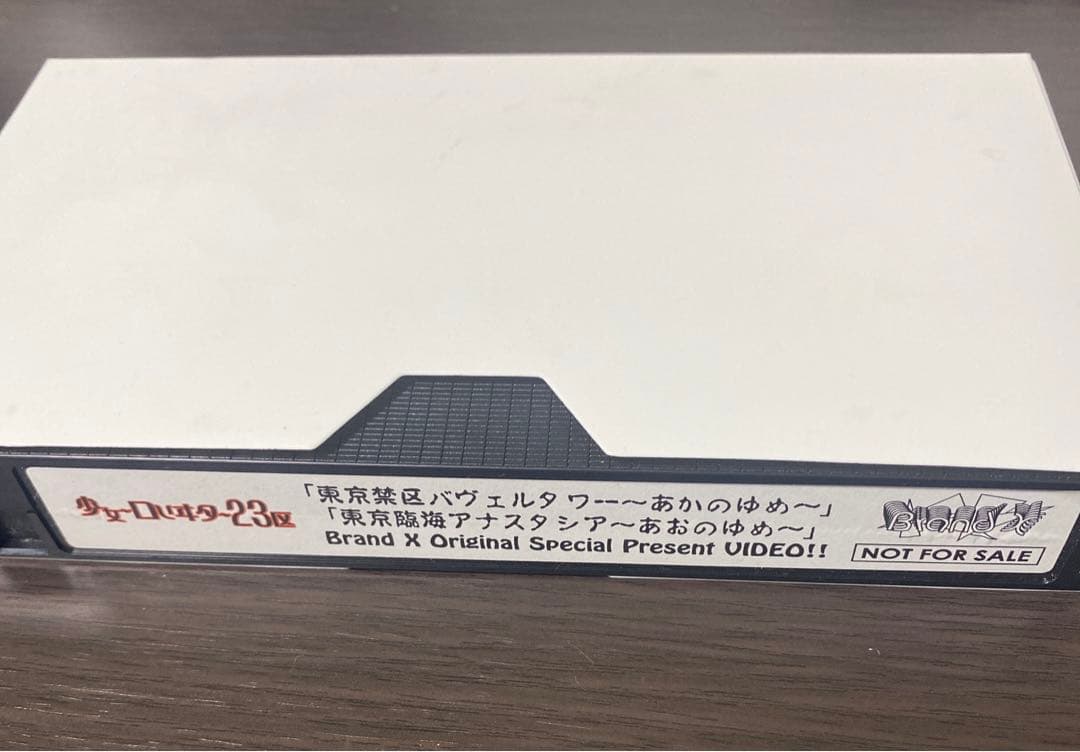 少女-ロリヰタ-23区
「東京禁区バヴェルタワー～あかのゆめ～」
「東京臨海アナスタシア～あおのゆめ～」
Brand X Original Special Present VIDEO!!
Brand X
NOT FOR SALE